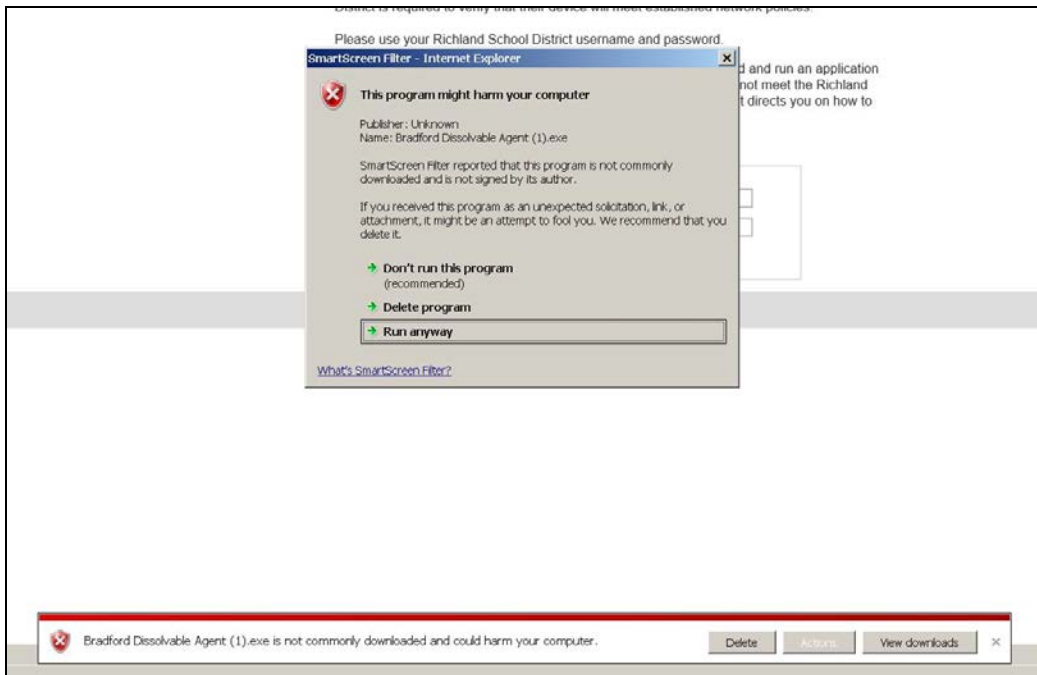 District is required to verify that their device will meet established network policies.
Please use your Richland School District username and password.
SmartScreen Filter - Internet Explorer
d and run an application
not meet the Richland
t directs you on how to
This program might harm your computer
Publisher: Unknown
Name: Bradford Dissolvable Agent (1).exe
SmartScreen Filter reported that this program is not commonly
downloaded and is not signed by its author.
If you received this program as an unexpected solicitation, link, or
attachment, it might be an attempt to fool you. We recommend that you
delete it.
Don't run this program
(recommended)
Delete program
Run anyway
What's SmartScreen Filter?
Bradford Dissolvable Agent (1).exe is not commonly downloaded and could harm your computer.
Delete
Actions
View downloads